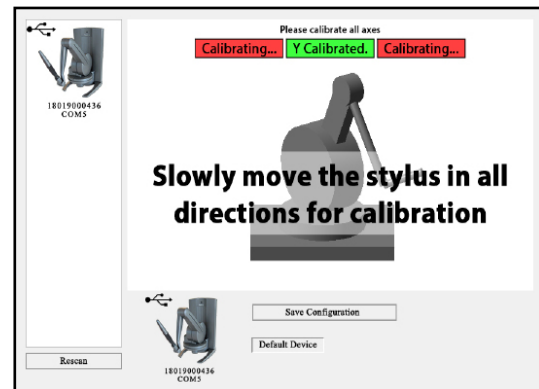 18019000436
COM5
Rescan
Please calibrate all axes
Calibrating... Y Calibrated. Calibrating...
Slowly move the stylus in all
directions for calibration
18019000436
COM5
Save Configuration
Default Device